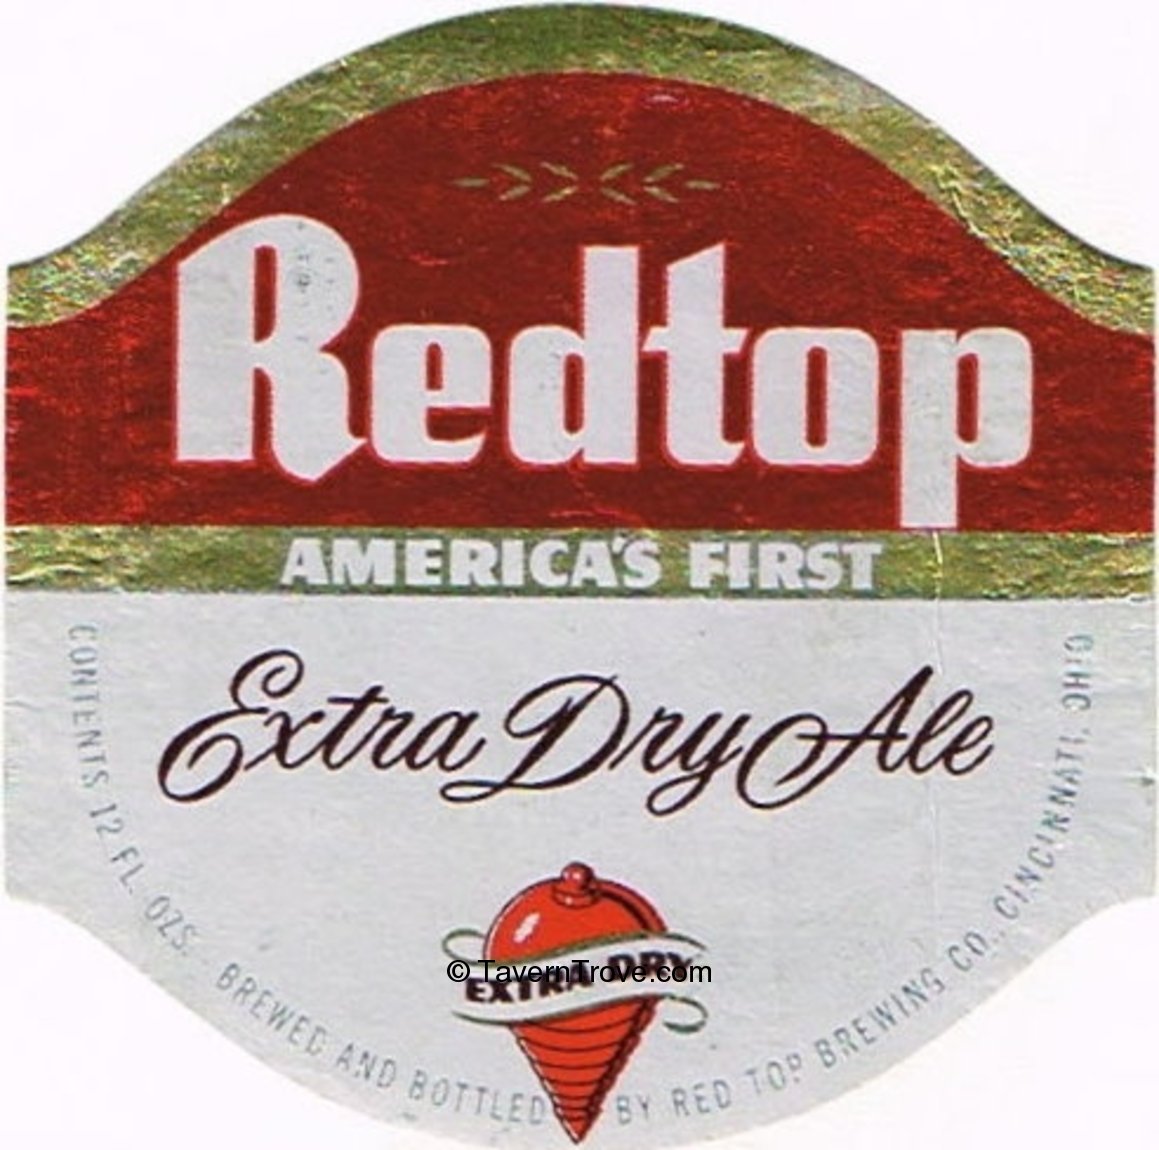 Redtop
AMERICA'S FIRST
Extra Dry Ale
EXTRA DRY
© TavernTrove.com
CONTENTS 12 FL. OZS. BREWED AND BOTTLED BY RED TOP BREWING CO., CINCINNATI, OHIO